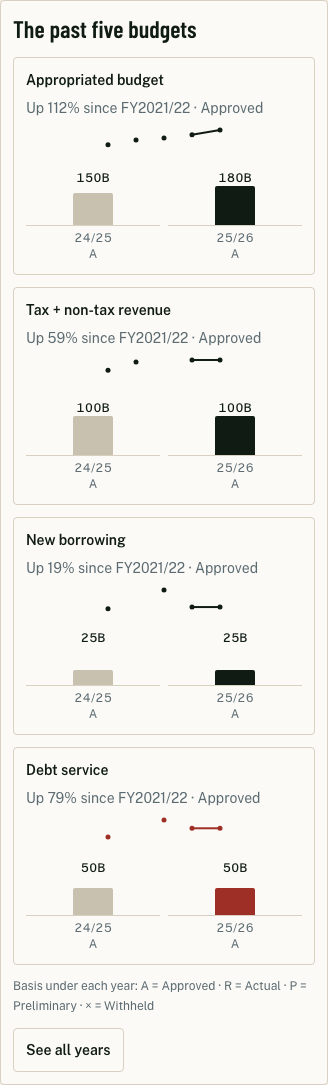 The past five budgets
Appropriated budget
Up 112% since FY2021/22 · Approved
150B 180B
24/25 25/26
A A
Tax + non-tax revenue
Up 59% since FY2021/22 · Approved
100B 100B
24/25 25/26
A A
New borrowing
Up 19% since FY2021/22 · Approved
25B 25B
24/25 25/26
A A
Debt service
Up 79% since FY2021/22 · Approved
50B 50B
24/25 25/26
A A
Basis under each year: A = Approved · R = Actual · P =
Preliminary · × = Withheld
See all years